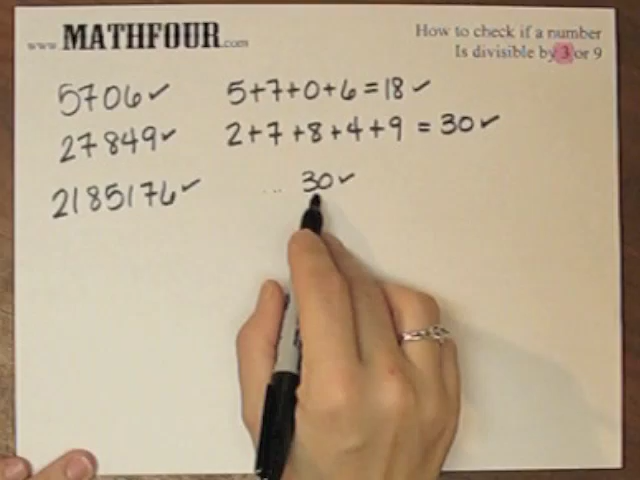 www.MATHFOUR.com
How to check if a number
Is divisible by 3 or 9
5706✓ 5+7+0+6=18✓
27849✓ 2+7+8+4+9=30✓
2185176✓ ... 30✓